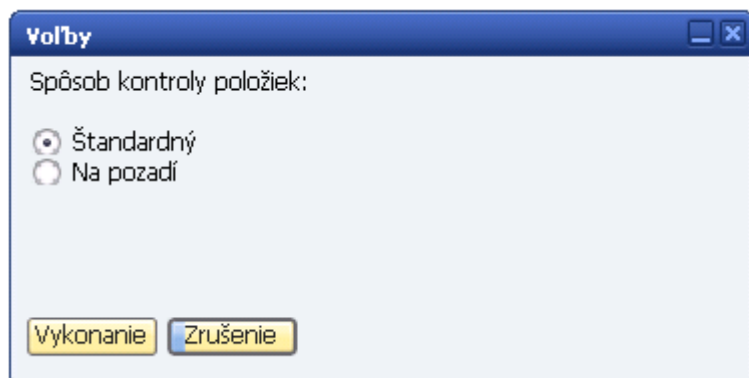 Voľby
Spôsob kontroly položiek:
Štandardný
Na pozadí
Vykonanie Zrušenie